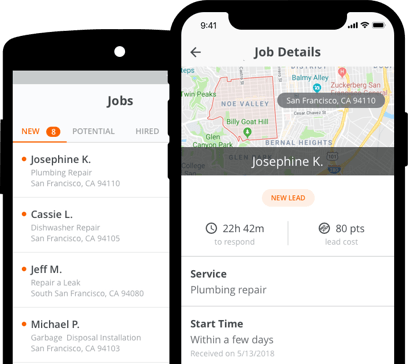 Jobs
NEW 8 POTENTIAL HIRED
Josephine K.
Plumbing Repair
San Francisco, CA 94110
Cassie L.
Dishwasher Repair
San Francisco, CA 94105
Jeff M.
Repair a Leak
South San Francisco, CA 94080
Michael P.
Garbage Disposal Installation
San Francisco, CA 94103
9:41
Job Details
Twin Peaks
Balmy Alley
Zuckerberg San
Francisco General
NOE VALLEY
San Francisco, CA 94110
Billy Goat Hill
Glen
Canyon Park
BERNAL HEIGHTS
GLEN
Josephine K.
NEW LEAD
22h 42m
to respond
80 pts
lead cost
Service
Plumbing repair
Start Time
Within a few days
Received on 5/13/2018